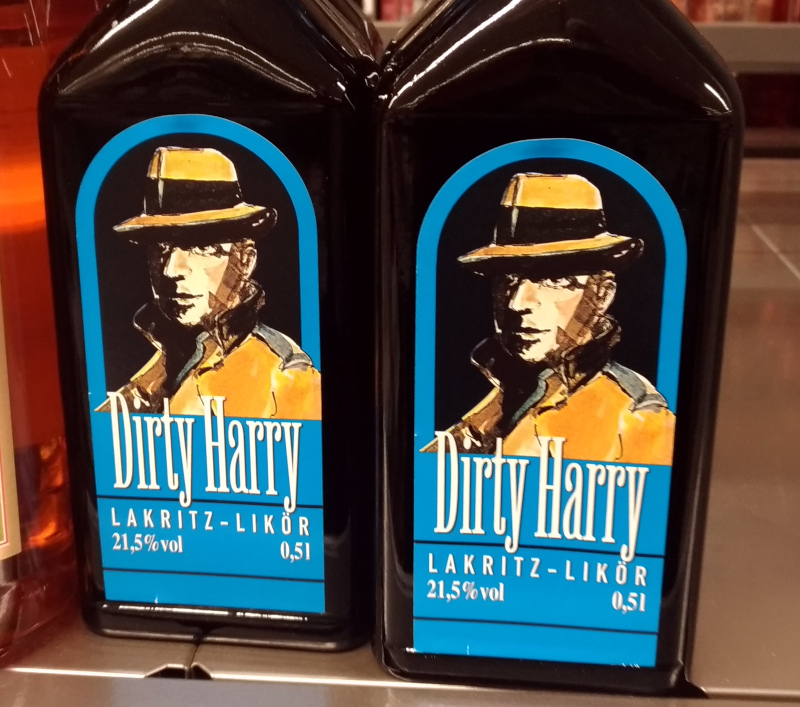 Dirty Harry
LAKRITZ-LIKÖR
21,5% vol 0,5l
Dirty Harry
LAKRITZ-LIKÖR
21,5% vol 0,5l